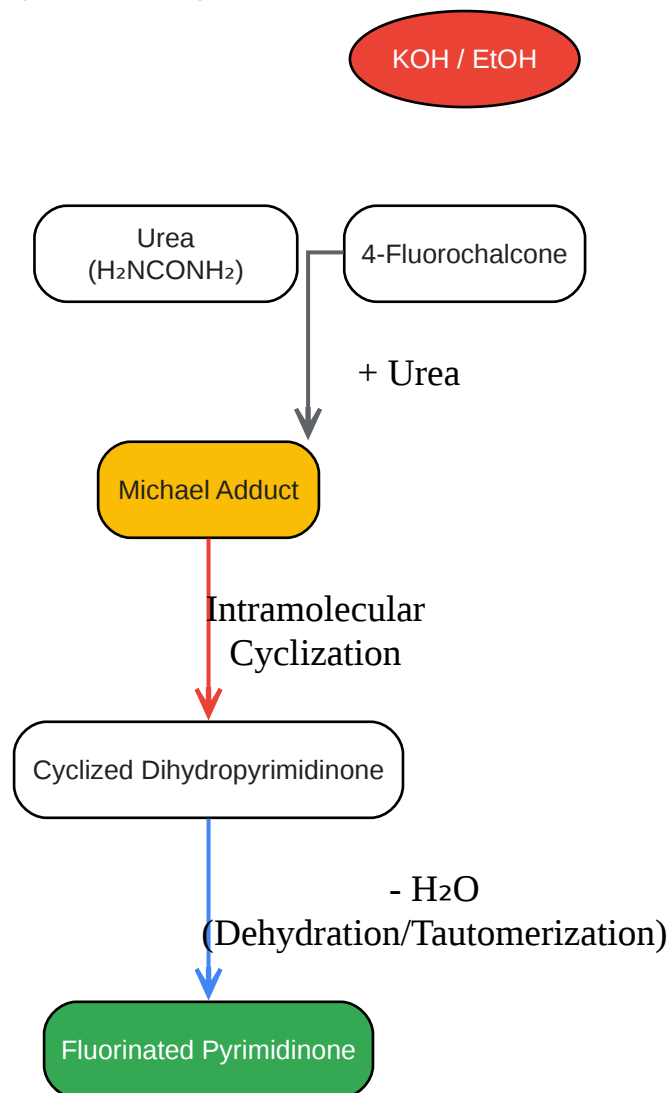 KOH / EtOH
Urea
(H₂NCONH₂)
4-Fluorochalcone
+ Urea
Michael Adduct
Intramolecular
Cyclization
Cyclized Dihydropyrimidinone
- H₂O
(Dehydration/Tautomerization)
Fluorinated Pyrimidinone